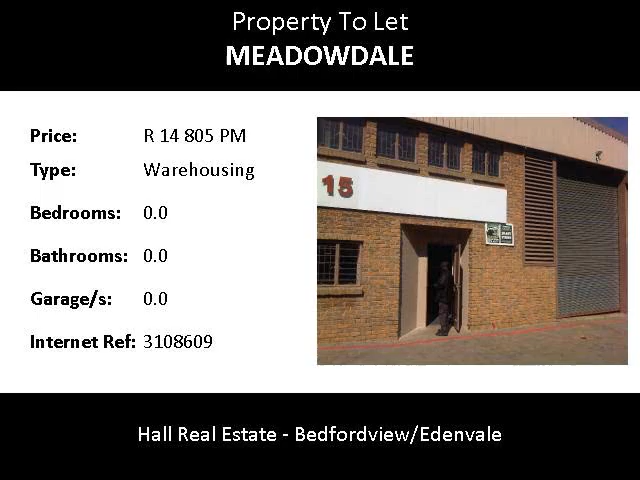 Property To Let
MEADOWDALE
Price: R 14 805 PM
Type: Warehousing
Bedrooms: 0.0
Bathrooms: 0.0
Garage/s: 0.0
Internet Ref: 3108609
15
Hall Real Estate - Bedfordview/Edenvale